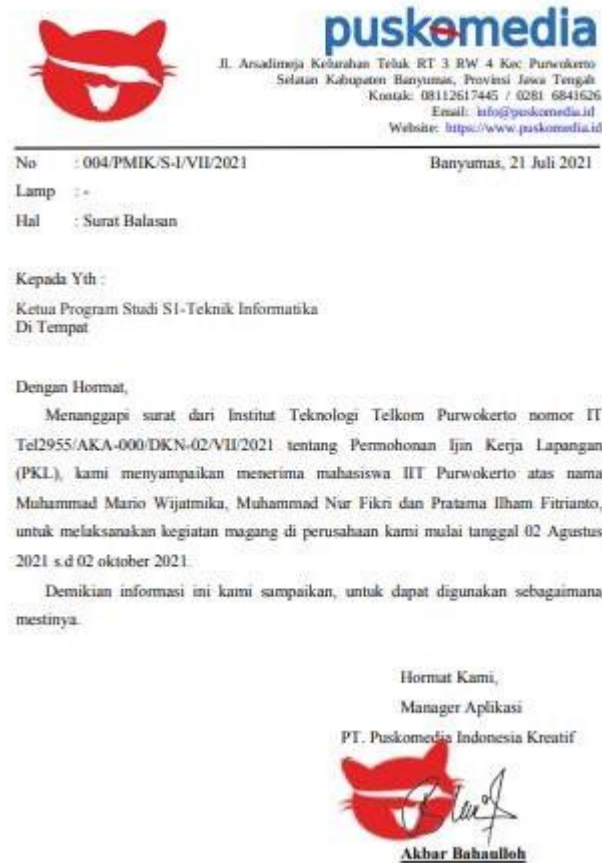 puskomedia
Jl. Arsadimeja Kelurahan Teluk RT 3 RW 4 Kec Purwokerto
Selatan Kabupaten Banyumas, Provinsi Jawa Tengah
Kontak: 08112617445 / 0281 6841626
Email: info@puskomedia.id
Website: https://www.puskomedia.id
No : 004/PMIK/S-I/VII/2021 Banyumas, 21 Juli 2021
Lamp : -
Hal : Surat Balasan
Kepada Yth :
Ketua Program Studi S1-Teknik Informatika
Di Tempat
Dengan Hormat,
Menanggapi surat dari Institut Teknologi Telkom Purwokerto nomor IT
Tel2955/AKA-000/DKN-02/VII/2021 tentang Permohonan Ijin Kerja Lapangan
(PKL), kami menyampaikan menerima mahasiswa IIT Purwokerto atas nama
Muhammad Mario Wijatmika, Muhammad Nur Fikri dan Pratama Ilham Fitrianto,
untuk melaksanakan kegiatan magang di perusahaan kami mulai tanggal 02 Agustus
2021 s.d 02 oktober 2021.
Demikian informasi ini kami sampaikan, untuk dapat digunakan sebagaimana
mestinya.
Hormat Kami,
Manager Aplikasi
PT. Puskomedia Indonesia Kreatif
Akbar Bahaulloh